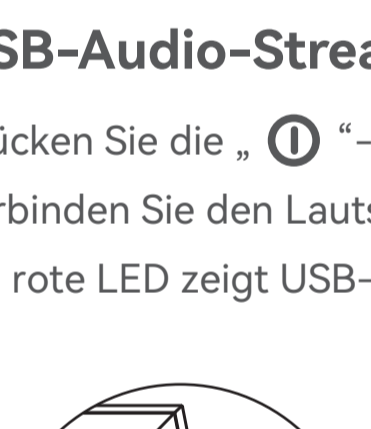 SB-Audio-Strea
ücken Sie die „ “-
rbinden Sie den Lauts
rote LED zeigt USB-